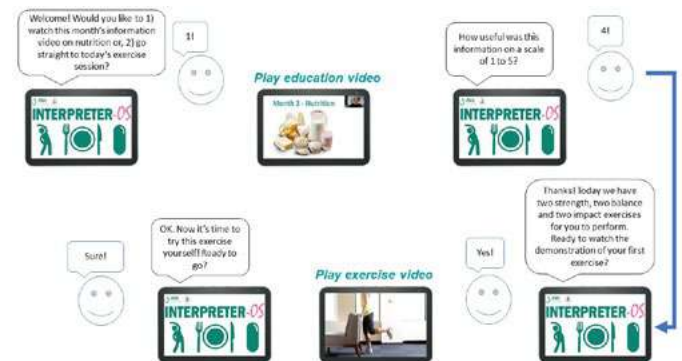 Welcome! Would you like to 1)
watch this month's information
video on nutrition or, 2) go
straight to today's exercise
session?
1!
INTERPRETER-OS
Play education video
Month 3 - Nutrition
How useful was this
information on a scale
of 1 to 5?
4!
INTERPRETER-OS
Thanks! Today we have
two strength, two balance
and two impact exercises
for you to perform.
Ready to watch the
demonstration of your first
exercise?
Yes!
INTERPRETER-OS
Play exercise video
OK. Now it's time to
try this exercise
yourself! Ready to
go?
INTERPRETER-OS
Sure!